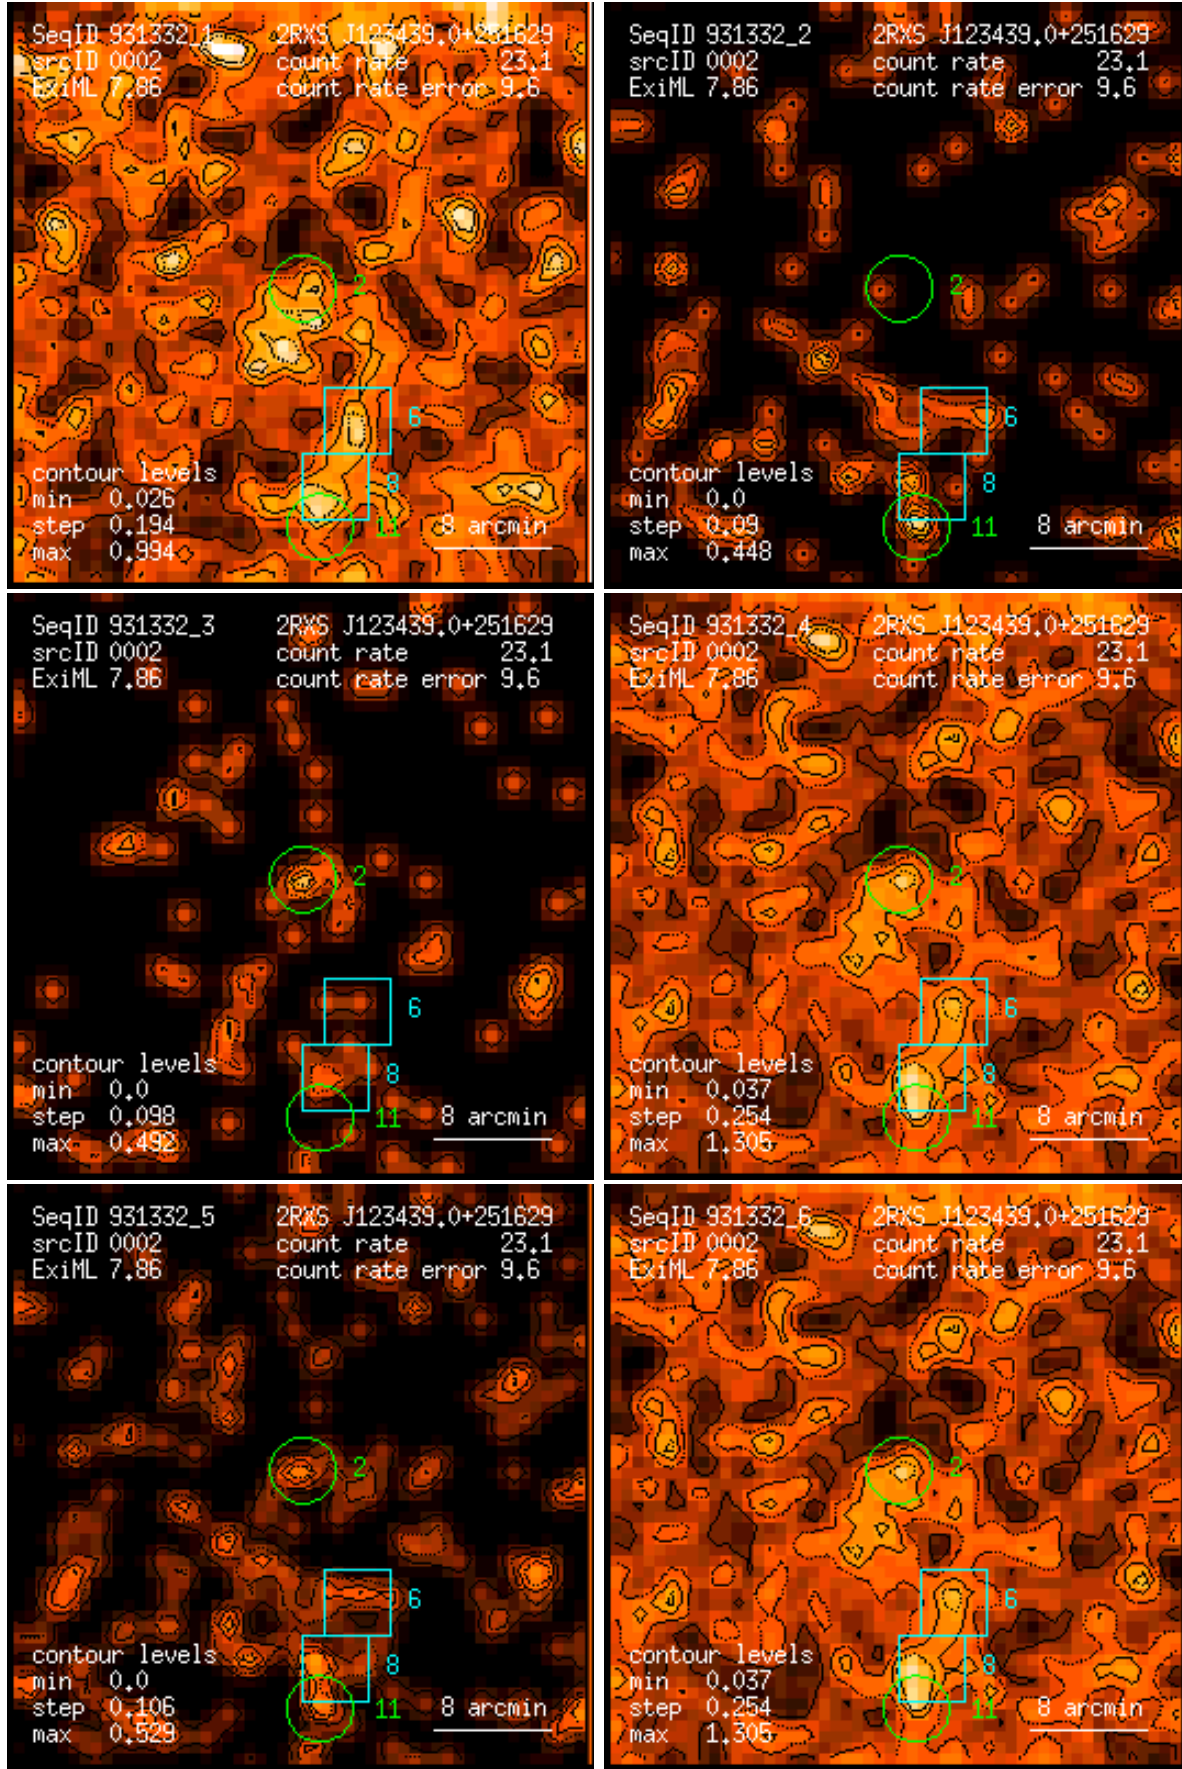 SeqID 931332_1 2RXS J123439.0+251629
srcID 0002 count rate 23.1
ExiML 7.86 count rate error 9.6
2
6
8
11
contour levels
min 0.026
step 0.194
max 0.994
8 arcmin
SeqID 931332_2 2RXS J123439.0+251629
srcID 0002 count rate 23.1
ExiML 7.86 count rate error 9.6
2
6
8
11
contour levels
min 0.0
step 0.09
max 0.448
8 arcmin
SeqID 931332_3 2RXS J123439.0+251629
srcID 0002 count rate 23.1
ExiML 7.86 count rate error 9.6
2
6
8
11
contour levels
min 0.0
step 0.098
max 0.492
8 arcmin
SeqID 931332_4 2RXS J123439.0+251629
srcID 0002 count rate 23.1
ExiML 7.86 count rate error 9.6
2
6
8
11
contour levels
min 0.037
step 0.254
max 1.305
8 arcmin
SeqID 931332_5 2RXS J123439.0+251629
srcID 0002 count rate 23.1
ExiML 7.86 count rate error 9.6
2
6
8
11
contour levels
min 0.0
step 0.106
max 0.529
8 arcmin
SeqID 931332_6 2RXS J123439.0+251629
srcID 0002 count rate 23.1
ExiML 7.86 count rate error 9.6
2
6
8
11
contour levels
min 0.037
step 0.254
max 1.305
8 arcmin